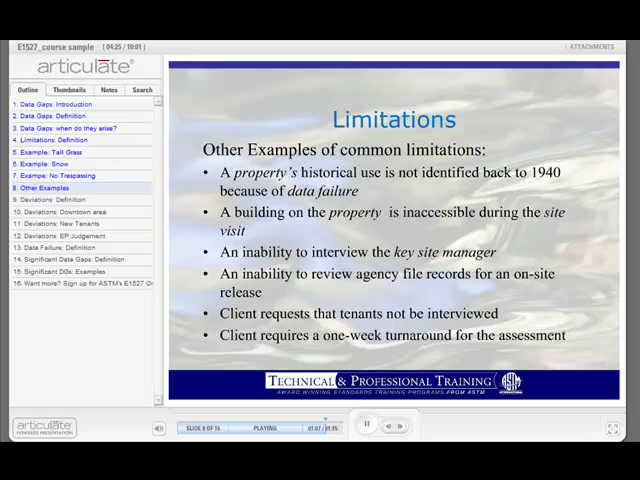 E1527_course sample (04:25 / 10:01)
ATTACHMENTS
articulate®
Outline Thumbnails Notes Search
1. Data Gaps: Introduction
2. Data Gaps: Definition
3. Data Gaps: when do they arise?
4. Limitations: Definition
5. Example: Tall Grass
6. Example: Snow
7. Exampe: No Trespassing
8. Other Examples
9. Deviations: Definition
10. Deviations: Downtown area
11. Deviations: New Tenants
12. Deviations: EP Judgement
13. Data Failure: Definition
14. Significant Data Gaps: Definition
15. Significant DGs: Examples
16. Want more? Sign up for ASTM's E1527 On
Limitations
Other Examples of common limitations:
• A property's historical use is not identified back to 1940
because of data failure
• A building on the property is inaccessible during the site
visit
• An inability to interview the key site manager
• An inability to review agency file records for an on-site
release
• Client requests that tenants not be interviewed
• Client requires a one-week turnaround for the assessment
TECHNICAL & PROFESSIONAL TRAINING
AWARD WINNING STANDARDS TRAINING PROGRAMS FROM ASTM
articulate®
POWERED PRESENTATION
SLIDE 8 OF 16 PLAYING 01:07 / 01:15